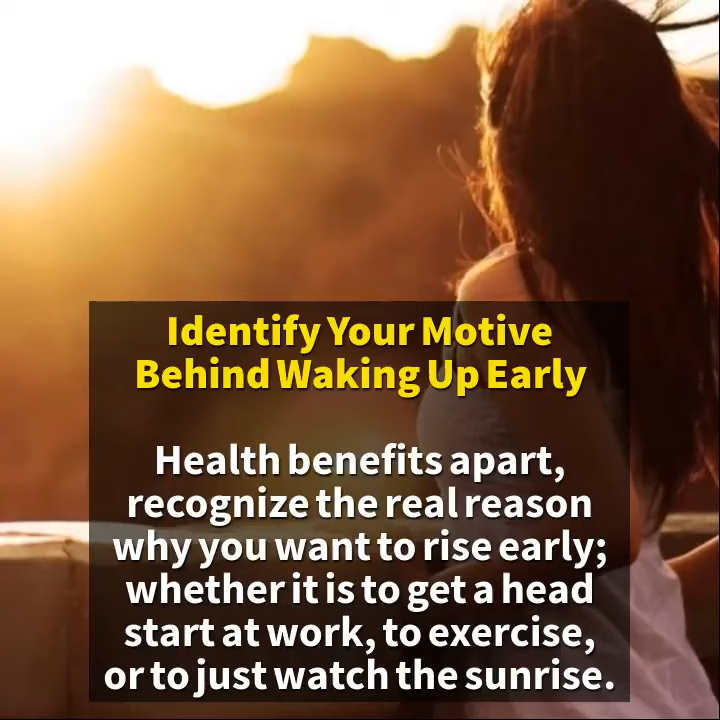 Identify Your Motive
Behind Waking Up Early
Health benefits apart,
recognize the real reason
why you want to rise early;
whether it is to get a head
start at work, to exercise,
or to just watch the sunrise.